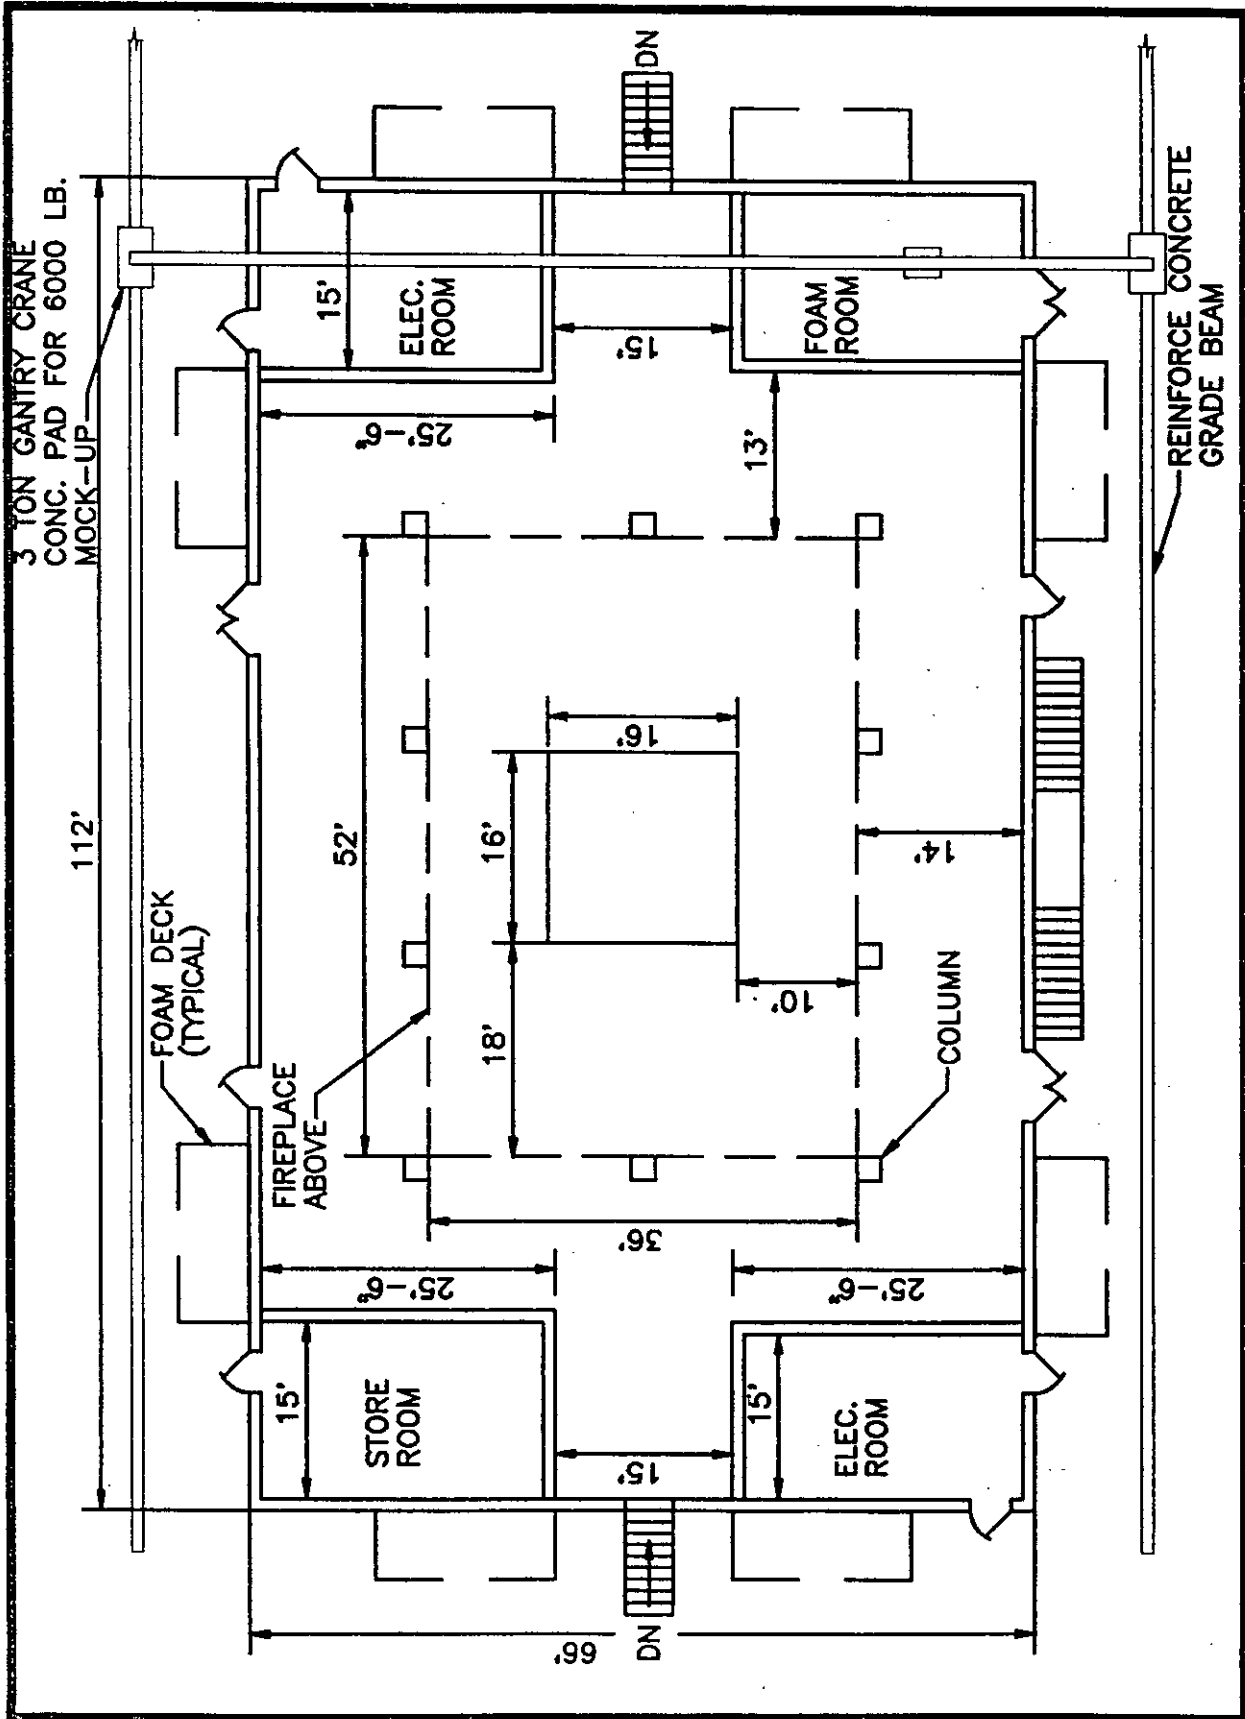 3 TON GANTRY CRANE
CONC. PAD FOR 6000 LB.
MOCK-UP
112'
FOAM DECK
(TYPICAL)
FIREPLACE
ABOVE
52'
16'
18'
16'
10'
36'
14'
13'
COLUMN
15'
ELEC.
ROOM
25'-6"
15'
FOAM
ROOM
DN
25'-6"
15'
STORE
ROOM
15'
25'-6"
15'
ELEC.
ROOM
DN
66'
REINFORCE CONCRETE
GRADE BEAM